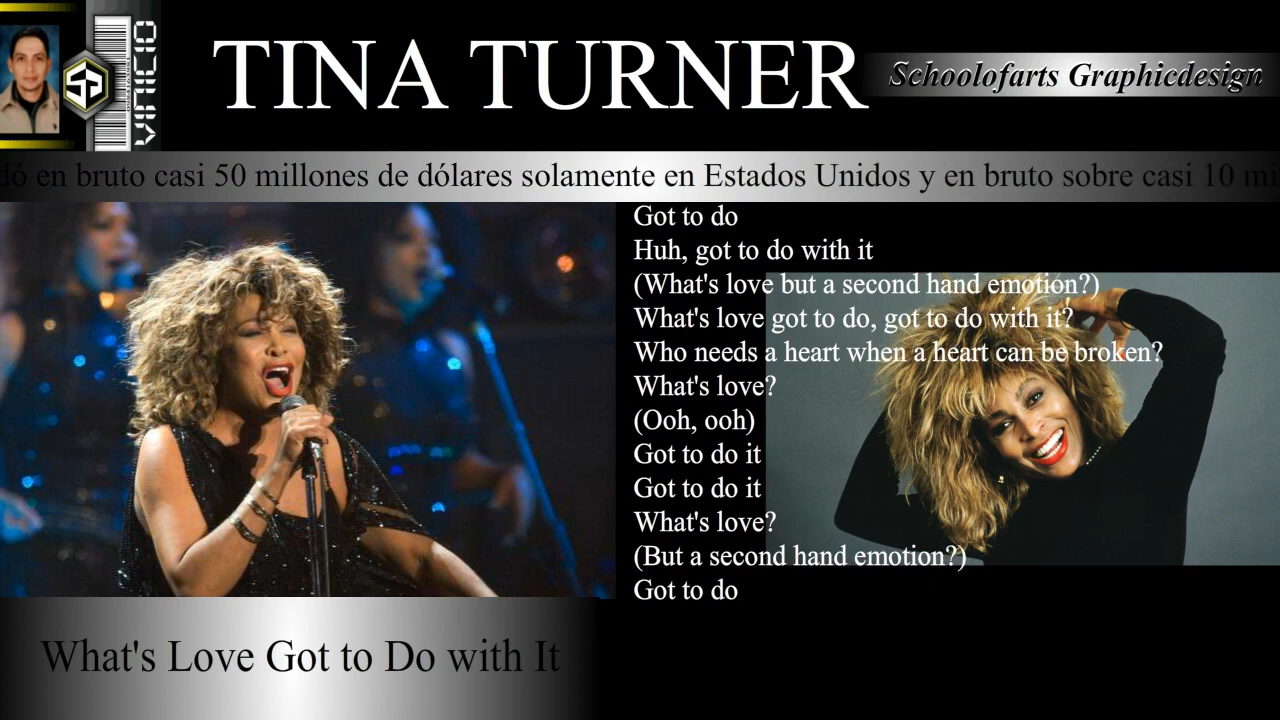 TINA TURNER
Schoolofarts Graphicdesign
VINICIO
dó en bruto casi 50 millones de dólares solamente en Estados Unidos y en bruto sobre casi 10 mi
Got to do
Huh, got to do with it
(What's love but a second hand emotion?)
What's love got to do, got to do with it?
Who needs a heart when a heart can be broken?
What's love?
(Ooh, ooh)
Got to do it
Got to do it
What's love?
(But a second hand emotion?)
Got to do
What's Love Got to Do with It